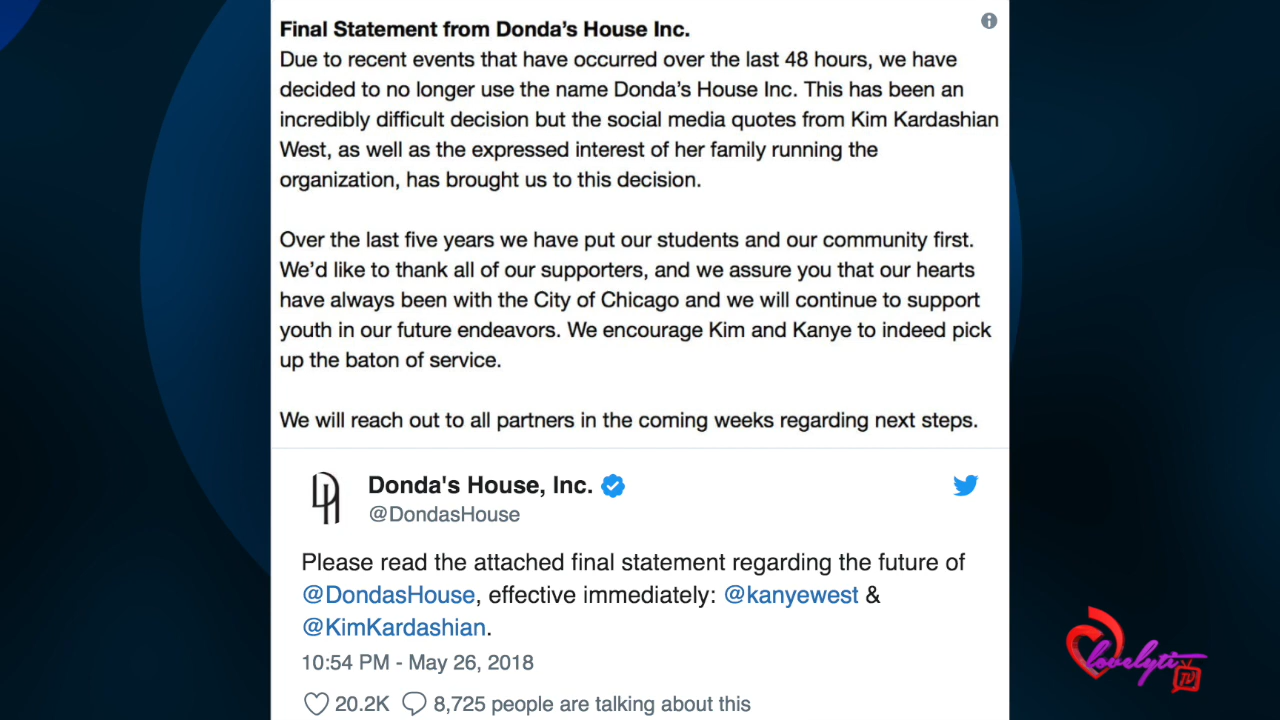 Final Statement from Donda's House Inc.
Due to recent events that have occurred over the last 48 hours, we have
decided to no longer use the name Donda's House Inc. This has been an
incredibly difficult decision but the social media quotes from Kim Kardashian
West, as well as the expressed interest of her family running the
organization, has brought us to this decision.
Over the last five years we have put our students and our community first.
We'd like to thank all of our supporters, and we assure you that our hearts
have always been with the City of Chicago and we will continue to support
youth in our future endeavors. We encourage Kim and Kanye to indeed pick
up the baton of service.
We will reach out to all partners in the coming weeks regarding next steps.
DH
Donda's House, Inc.
@DondasHouse
Please read the attached final statement regarding the future of
@DondasHouse, effective immediately: @kanyewest &
@KimKardashian.
10:54 PM - May 26, 2018
20.2K 8,725 people are talking about this
lovelyti
TV